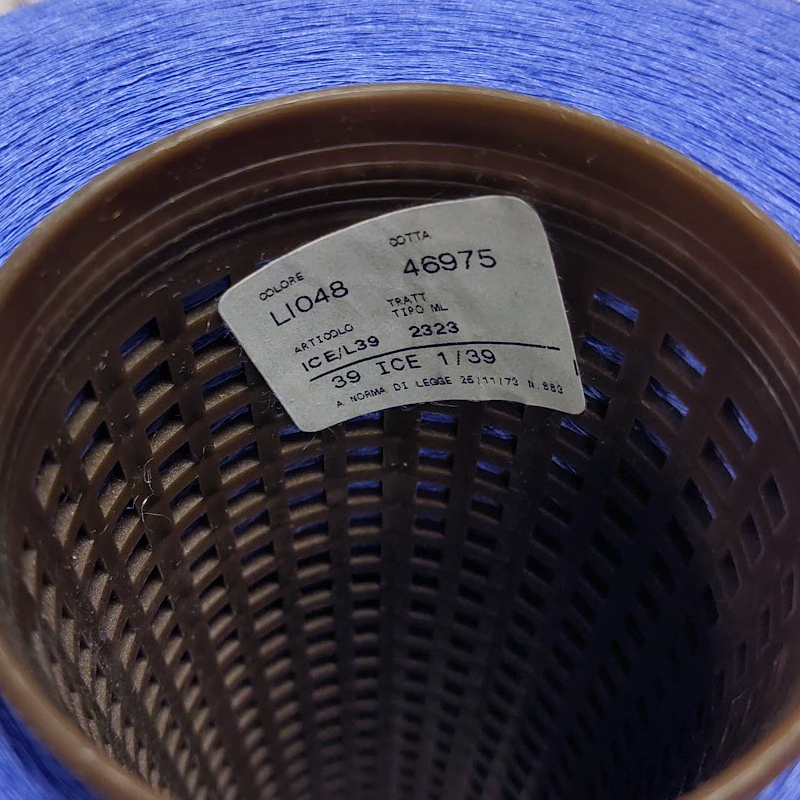 COLORE COTTA
LI048 46975
ARTICOLO TRATT
TIPO ML
ICE/L39 2323
39 ICE 1/39
A NORMA DI LEGGE 26/11/73 N.883